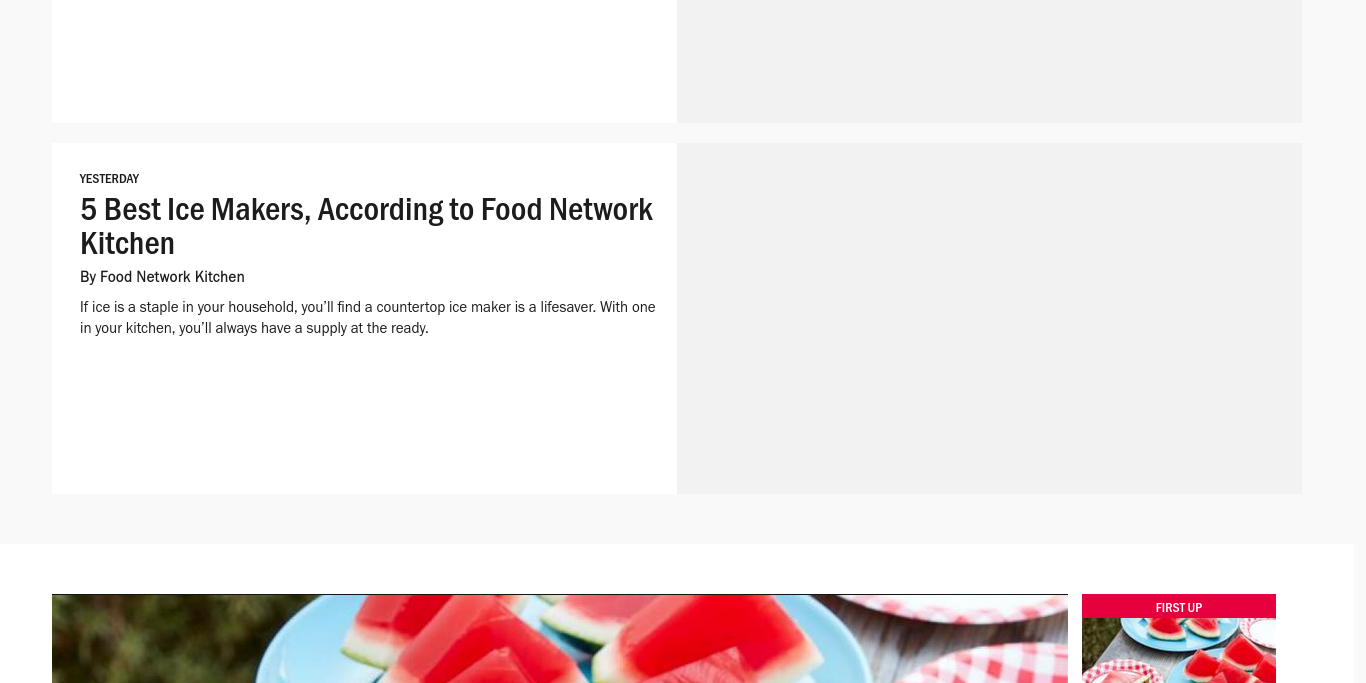 YESTERDAY
5 Best Ice Makers, According to Food Network
Kitchen
By Food Network Kitchen
If ice is a staple in your household, you’ll find a countertop ice maker is a lifesaver. With one
in your kitchen, you’ll always have a supply at the ready.
FIRST UP